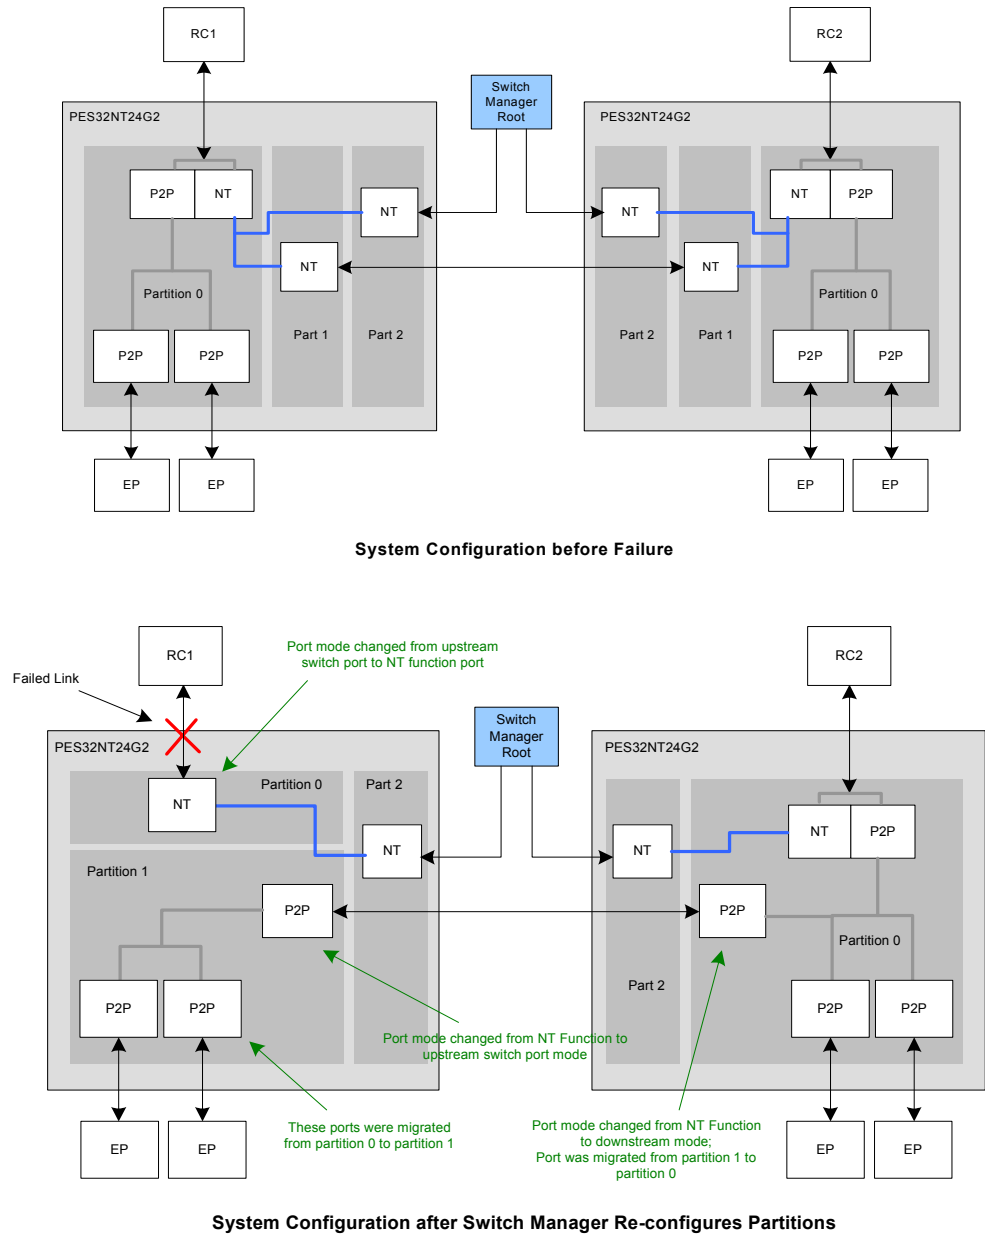 RC1
RC2
Switch
Manager
Root
PES32NT24G2
PES32NT24G2
P2P
NT
NT
NT
NT
P2P
NT
NT
Partition 0
Partition 0
Part 1
Part 2
Part 2
Part 1
P2P
P2P
P2P
P2P
EP
EP
EP
EP
System Configuration before Failure
RC1
Port mode changed from upstream
switch port to NT function port
RC2
Failed Link
Switch
Manager
Root
PES32NT24G2
PES32NT24G2
Partition 0
Part 2
NT
NT
NT
NT
P2P
Partition 1
P2P
P2P
Partition 0
Part 2
P2P
P2P
P2P
P2P
Port mode changed from NT Function to
upstream switch port mode
These ports were migrated
from partition 0 to partition 1
Port mode changed from NT Function
to downstream mode;
Port was migrated from partition 1 to
partition 0
EP
EP
EP
EP
System Configuration after Switch Manager Re-configures Partitions